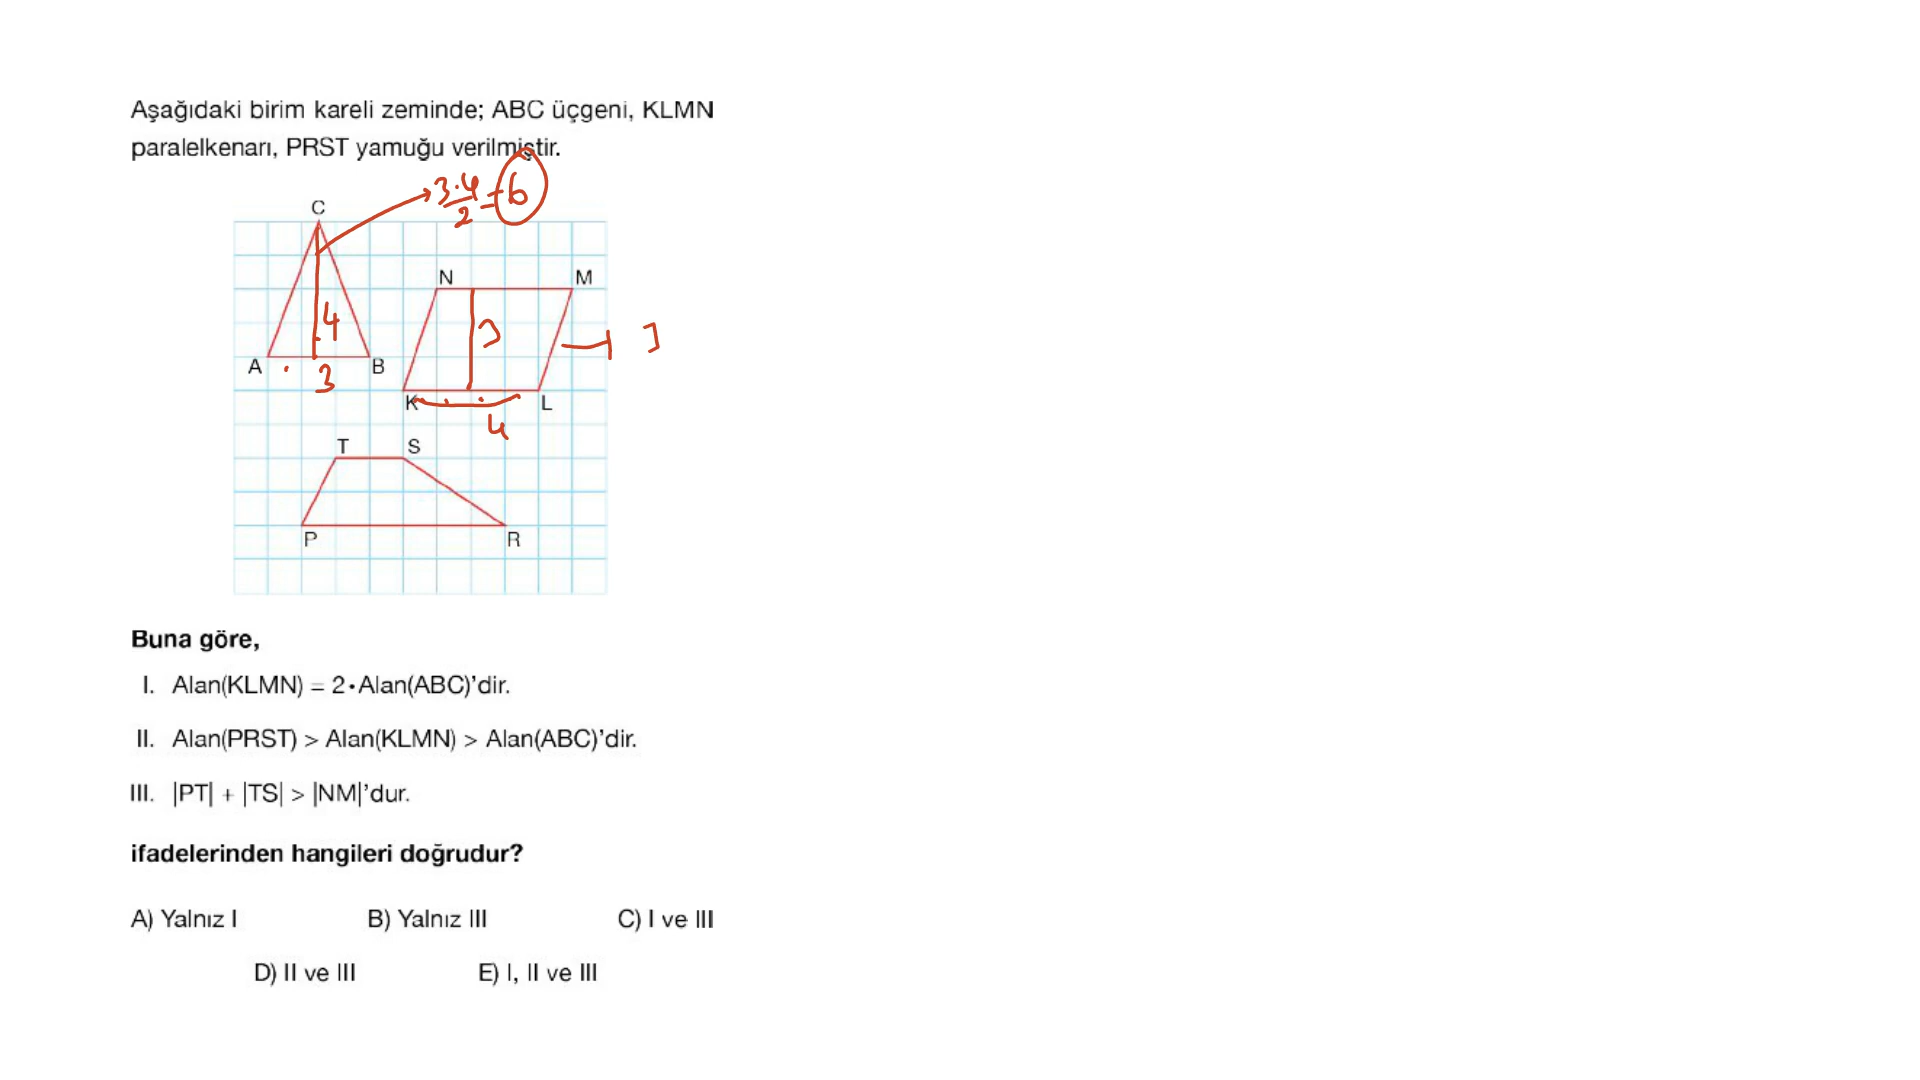 Aşağıdaki birim kareli zeminde; ABC üçgeni, KLMN
paralelkenarı, PRST yamuğu verilmiştir.
3.4/2 = 6
C
N
M
4
3
A
3
B
K
L
4
T
S
P
R
Buna göre,
I. Alan(KLMN) = 2•Alan(ABC)'dir.
II. Alan(PRST) > Alan(KLMN) > Alan(ABC)'dir.
III. |PT| + |TS| > |NM|'dur.
ifadelerinden hangileri doğrudur?
A) Yalnız I B) Yalnız III C) I ve III
D) II ve III E) I, II ve III